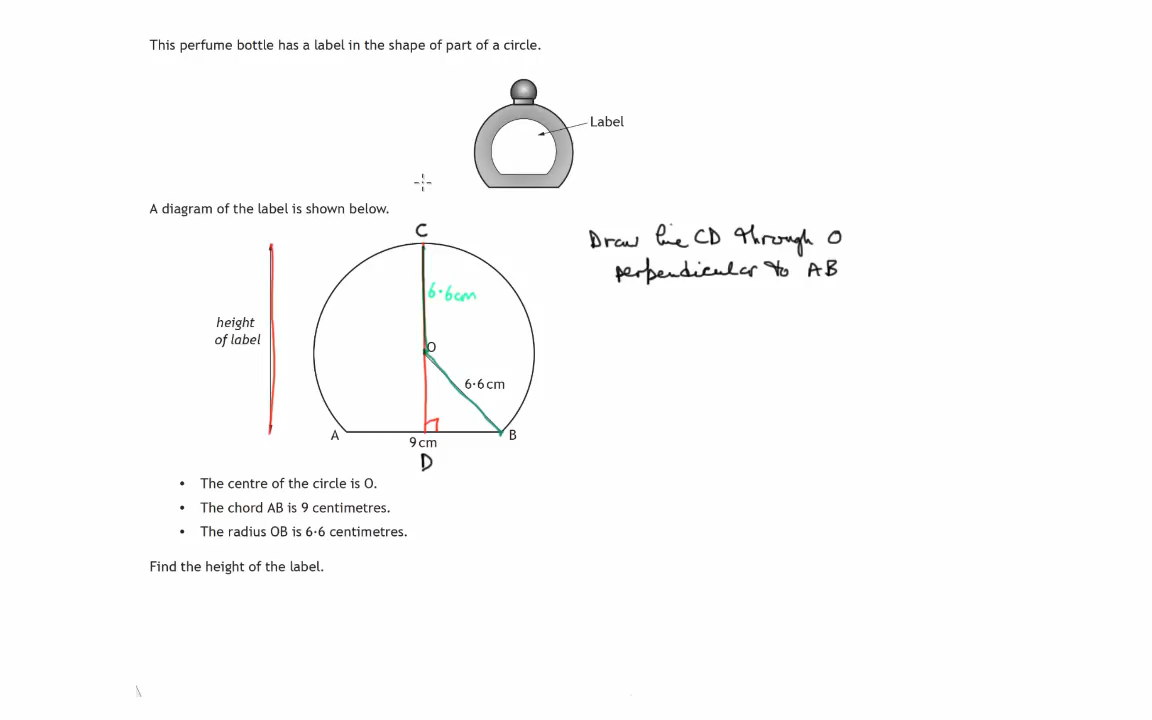 This perfume bottle has a label in the shape of part of a circle.
Label
A diagram of the label is shown below.
C
Draw line CD through O
perpendicular to AB
6·6cm
height
of label
O
6·6 cm
A
B
9 cm
D
• The centre of the circle is O.
• The chord AB is 9 centimetres.
• The radius OB is 6·6 centimetres.
Find the height of the label.